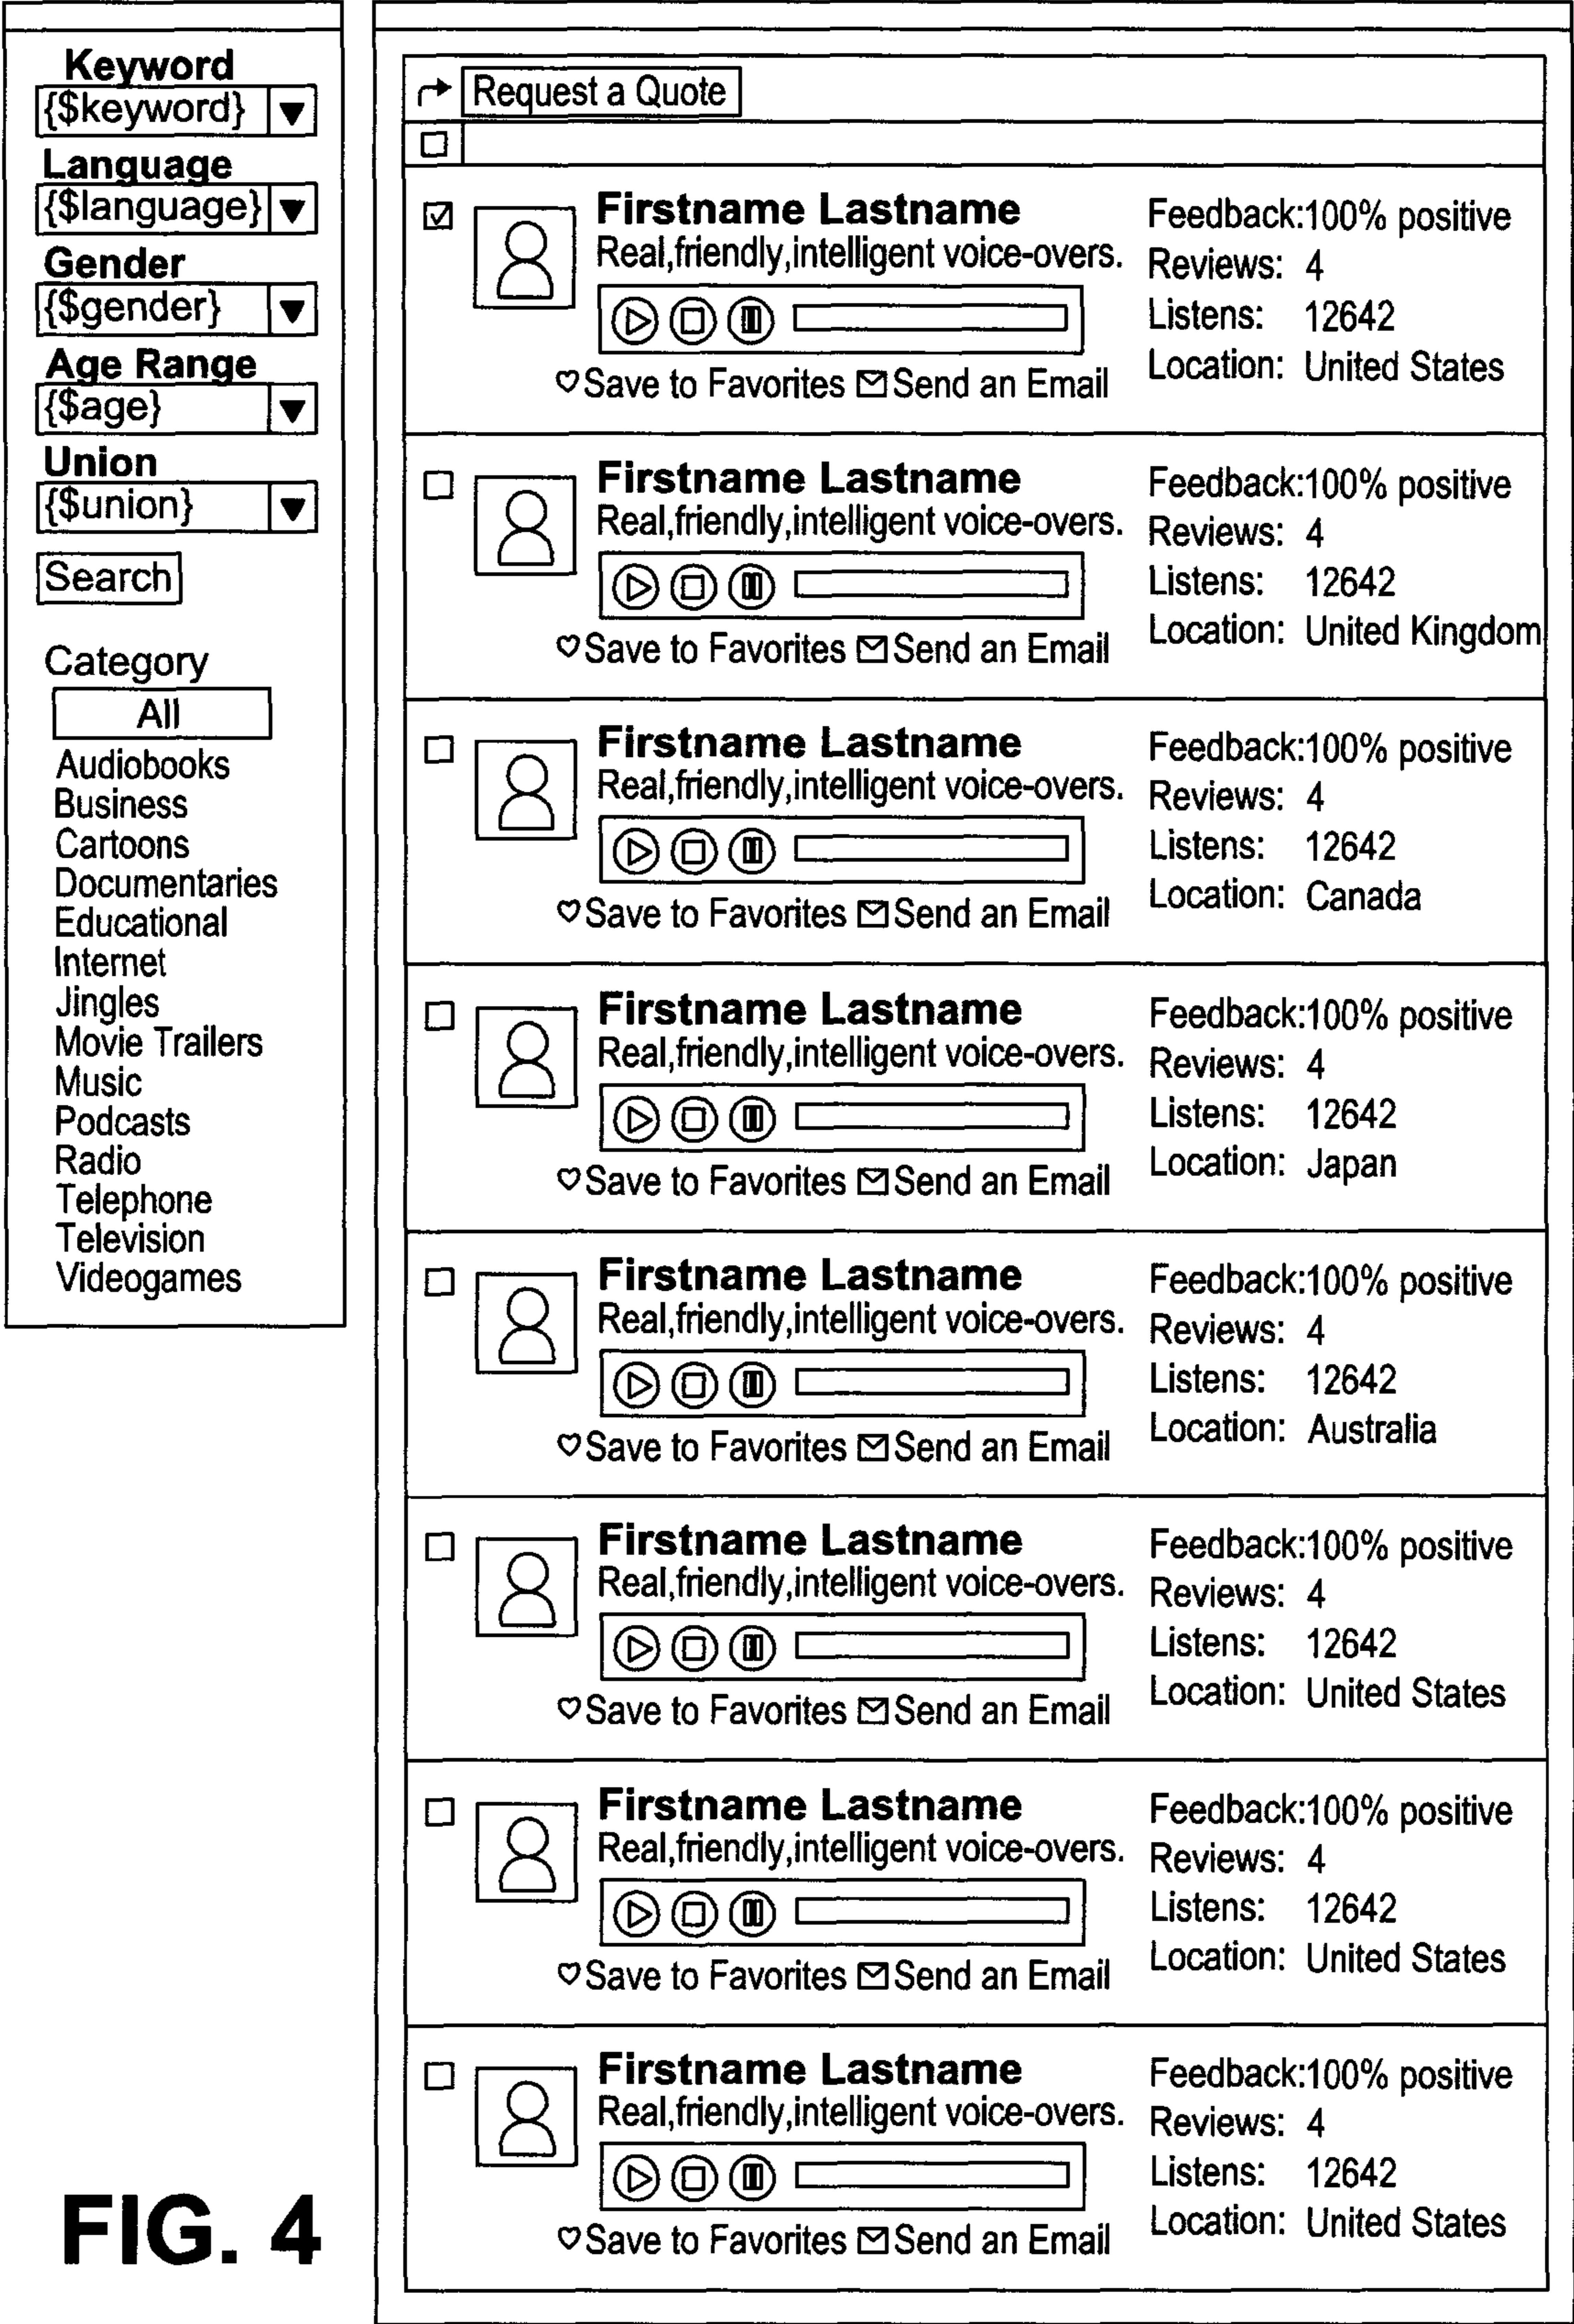 Keyword
{$keyword}
Language
{$language}
Gender
{$gender}
Age Range
{$age}
Union
{$union}
Search
Category
All
Audiobooks
Business
Cartoons
Documentaries
Educational
Internet
Jingles
Movie Trailers
Music
Podcasts
Radio
Telephone
Television
Videogames
Request a Quote
Firstname Lastname
Real,friendly,intelligent voice-overs.
Save to Favorites Send an Email
Feedback:100% positive
Reviews: 4
Listens: 12642
Location: United States
Firstname Lastname
Real,friendly,intelligent voice-overs.
Save to Favorites Send an Email
Feedback:100% positive
Reviews: 4
Listens: 12642
Location: United Kingdom
Firstname Lastname
Real,friendly,intelligent voice-overs.
Save to Favorites Send an Email
Feedback:100% positive
Reviews: 4
Listens: 12642
Location: Canada
Firstname Lastname
Real,friendly,intelligent voice-overs.
Save to Favorites Send an Email
Feedback:100% positive
Reviews: 4
Listens: 12642
Location: Japan
Firstname Lastname
Real,friendly,intelligent voice-overs.
Save to Favorites Send an Email
Feedback:100% positive
Reviews: 4
Listens: 12642
Location: Australia
Firstname Lastname
Real,friendly,intelligent voice-overs.
Save to Favorites Send an Email
Feedback:100% positive
Reviews: 4
Listens: 12642
Location: United States
Firstname Lastname
Real,friendly,intelligent voice-overs.
Save to Favorites Send an Email
Feedback:100% positive
Reviews: 4
Listens: 12642
Location: United States
Firstname Lastname
Real,friendly,intelligent voice-overs.
Save to Favorites Send an Email
Feedback:100% positive
Reviews: 4
Listens: 12642
Location: United States
FIG. 4